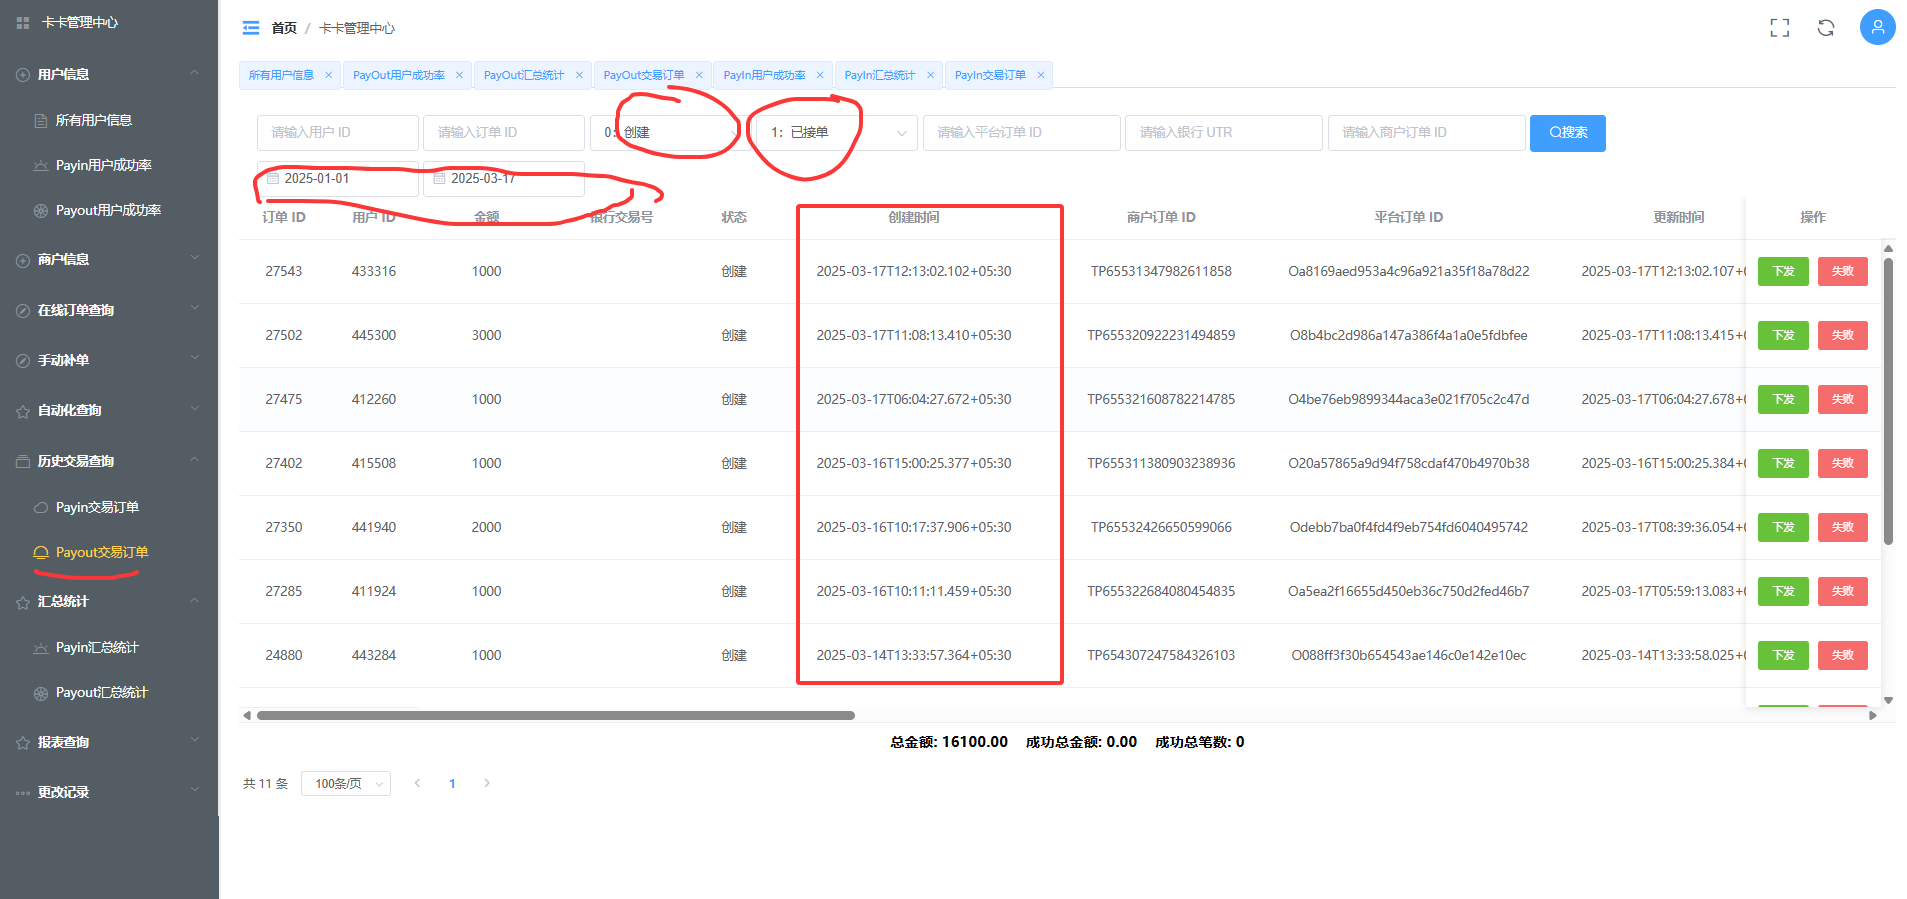 卡卡管理中心
首页 / 卡卡管理中心
用户信息
所有用户信息
Payin用户成功率
Payout用户成功率
商户信息
在线订单查询
手动补单
自动化查询
历史交易查询
Payin交易订单
Payout交易订单
汇总统计
Payin汇总统计
Payout汇总统计
报表查询
更改记录
所有用户信息 × PayOut用户成功率 × PayOut汇总统计 × PayOut交易订单 × PayIn用户成功率 × PayIn汇总统计 × PayIn交易订单 ×
请输入用户 ID 请输入订单 ID 0: 创建 1: 已接单 请输入平台订单 ID 请输入银行 UTR 请输入商户订单 ID 搜索
2025-01-01 2025-03-17
订单 ID 用户 ID 金额 银行交易号 状态 创建时间 商户订单 ID 平台订单 ID 更新时间 操作
27543 433316 1000 创建 2025-03-17T12:13:02.102+05:30 TP65531347982611858 Oa8169aed953a4c96a921a35f18a78d22 2025-03-17T12:13:02.107+ 下发 失败
27502 445300 3000 创建 2025-03-17T11:08:13.410+05:30 TP655320922231494859 O8b4bc2d986a147a386f4a1a0e5fdbfee 2025-03-17T11:08:13.415+ 下发 失败
27475 412260 1000 创建 2025-03-17T06:04:27.672+05:30 TP655321608782214785 O4be76eb9899344aca3e021f705c2c47d 2025-03-17T06:04:27.678+ 下发 失败
27402 415508 1000 创建 2025-03-16T15:00:25.377+05:30 TP655311380903238936 O20a57865a9d94f758cdaf470b4970b38 2025-03-16T15:00:25.384+ 下发 失败
27350 441940 2000 创建 2025-03-16T10:17:37.906+05:30 TP65532426650599066 Odebb7ba0f4fd4f9eb754fd6040495742 2025-03-17T08:39:36.054+ 下发 失败
27285 411924 1000 创建 2025-03-16T10:11:11.459+05:30 TP655322684080454835 Oa5ea2f16655d450eb36c750d2fed46b7 2025-03-17T05:59:13.083+ 下发 失败
24880 443284 1000 创建 2025-03-14T13:33:57.364+05:30 TP654307247584326103 O088ff3f30b654543ae146c0e142e10ec 2025-03-14T13:33:58.025+ 下发 失败
总金额: 16100.00 成功总金额: 0.00 成功总笔数: 0
共 11 条 100条/页 1